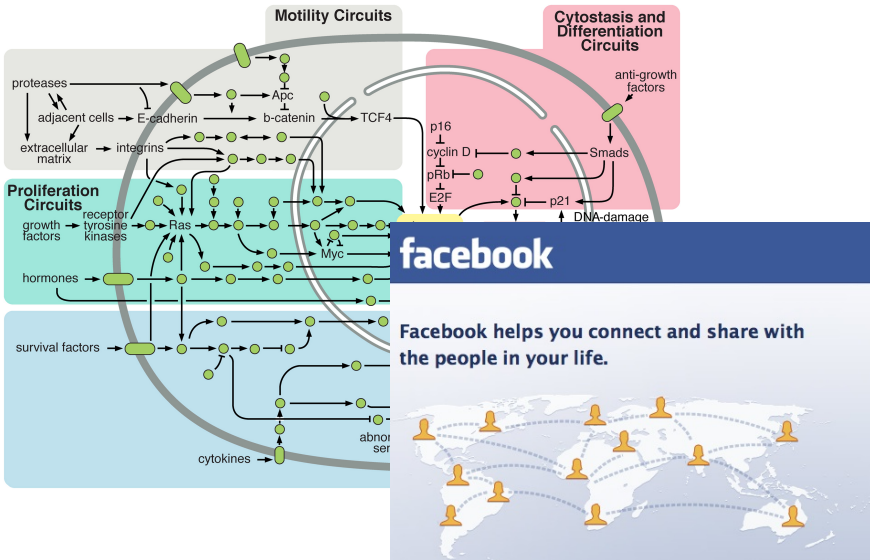 Motility Circuits
Cytostasis and
Differentiation
Circuits
anti-growth
factors
proteases
Apc
adjacent cells
E-cadherin
b-catenin
TCF4
extracellular
matrix
integrins
p16
cyclin D
Smads
pRb
E2F
p21
DNA-damage
Proliferation
Circuits
growth
factors
receptor
tyrosine
kinases
Ras
Myc
hormones
survival factors
abnor
ser
cytokines
facebook
Facebook helps you connect and share with
the people in your life.